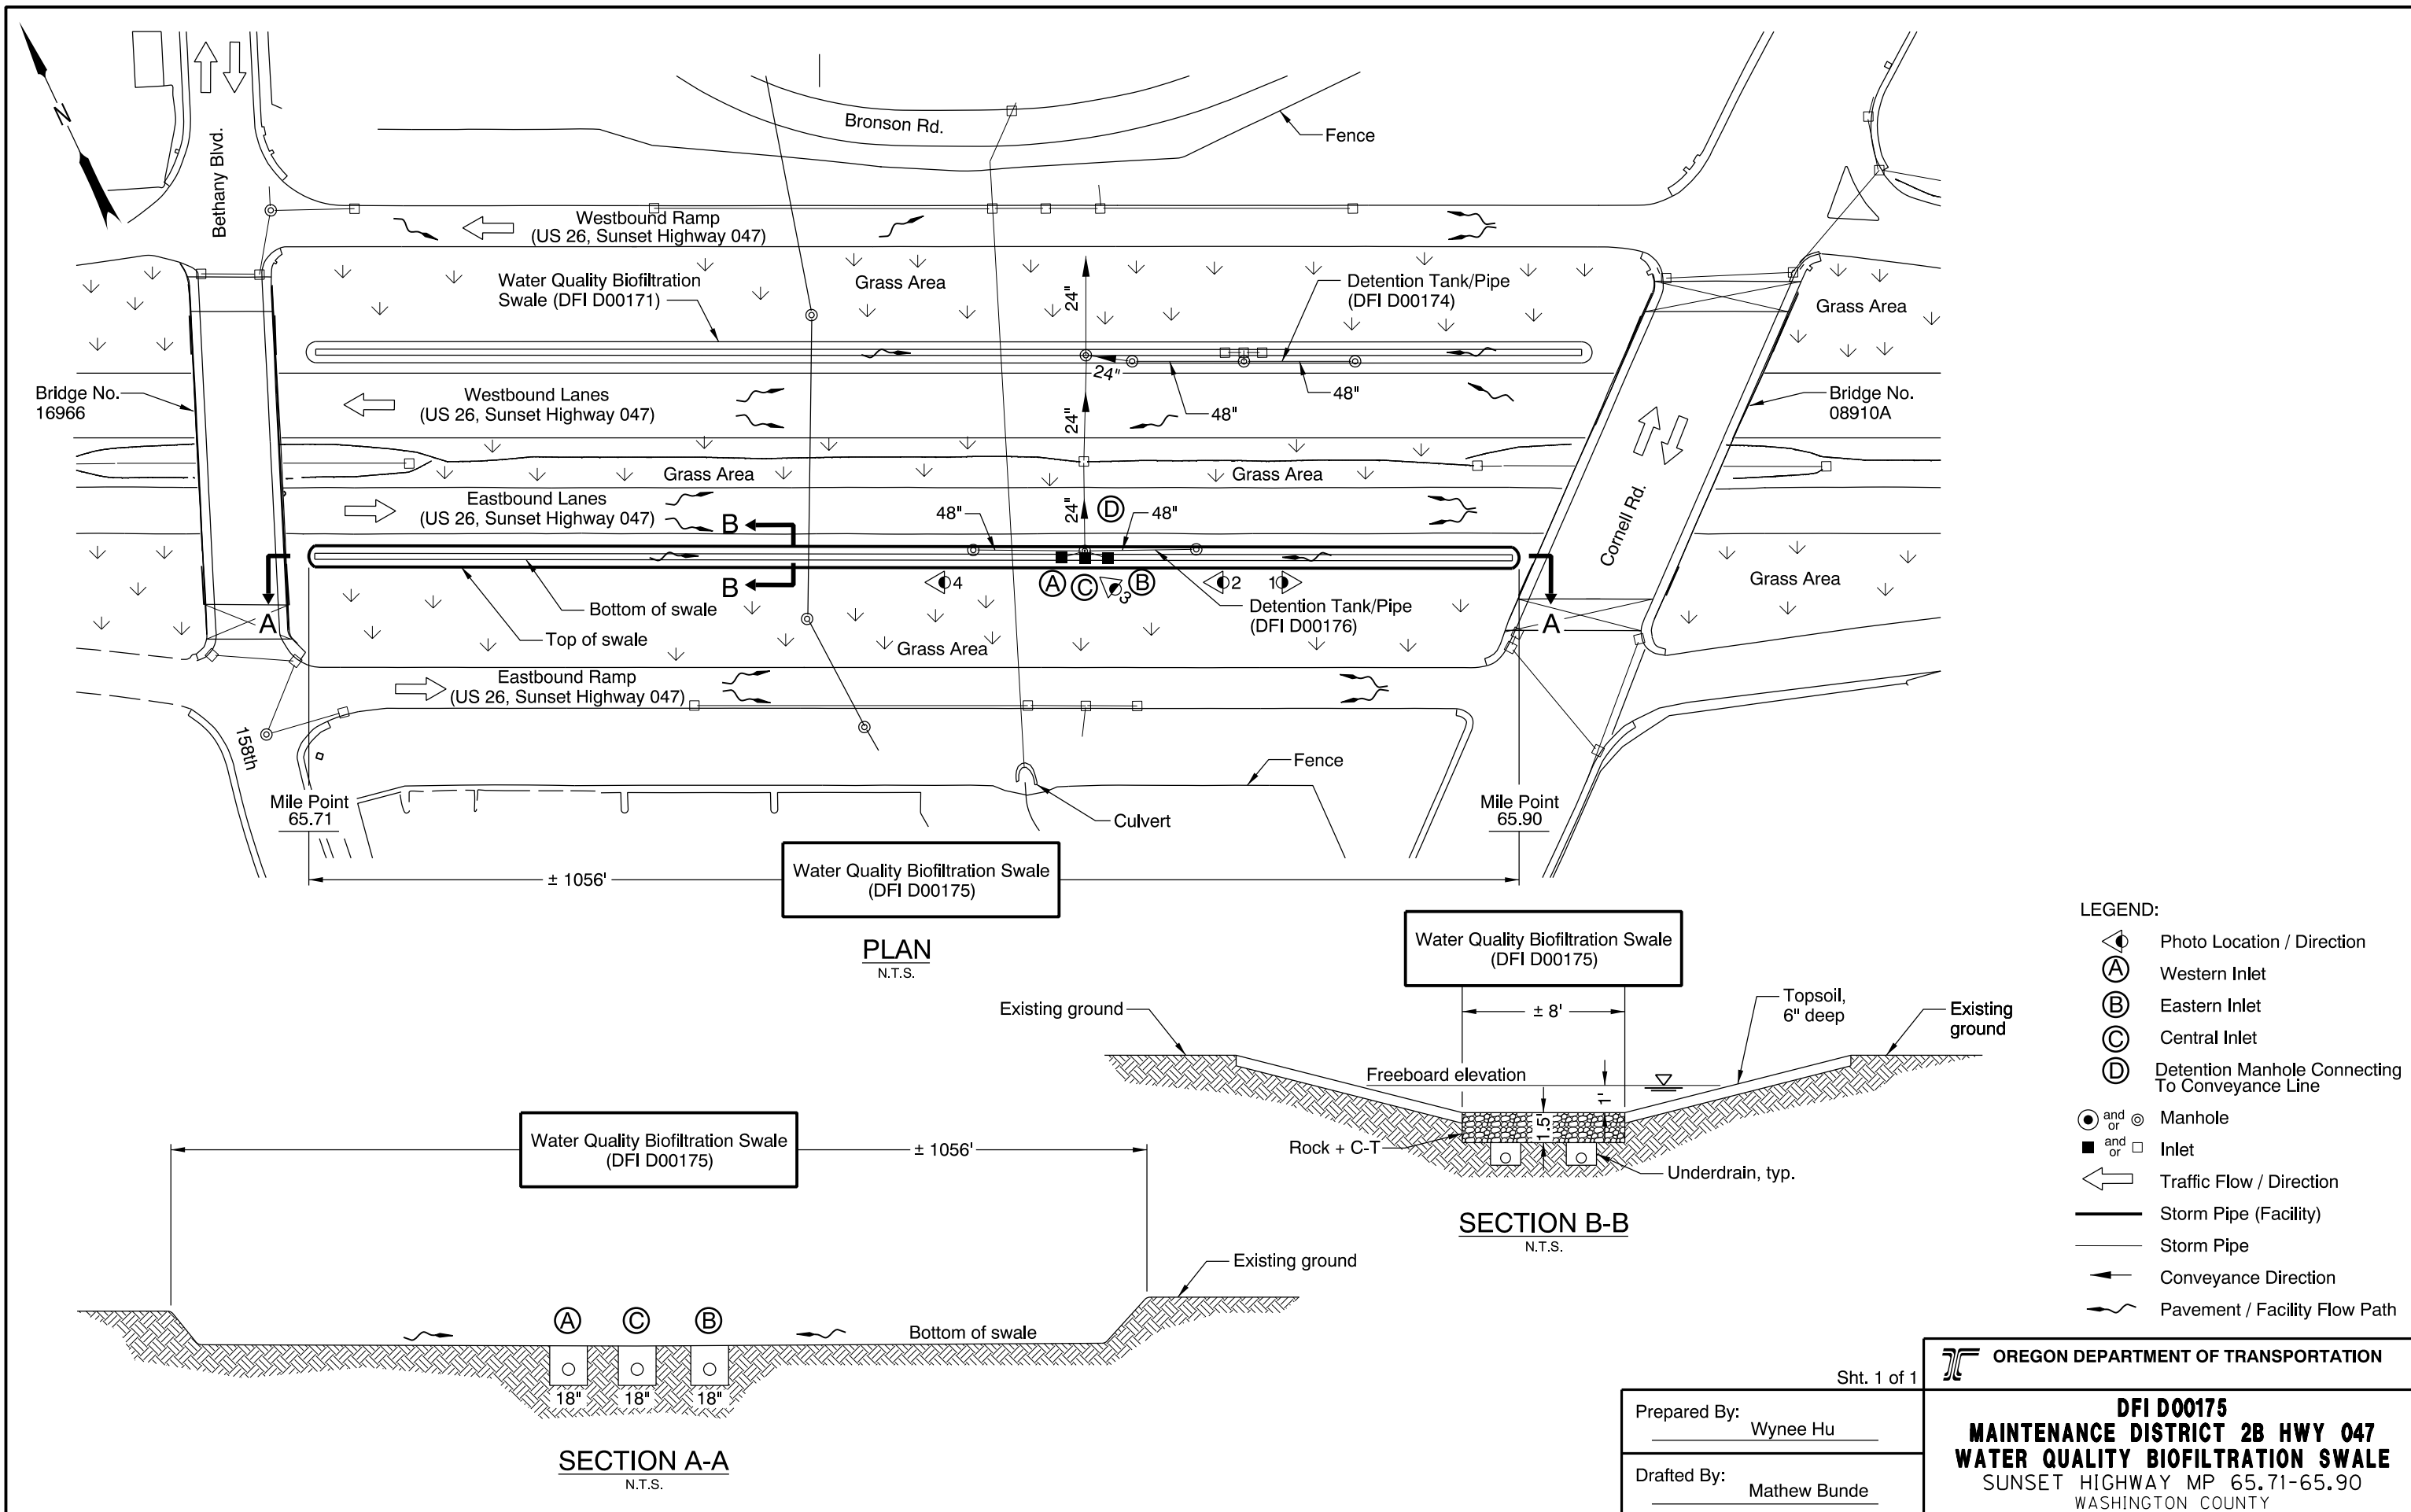 N
Bethany Blvd.
Bronson Rd.
Fence
Westbound Ramp
(US 26, Sunset Highway 047)
Water Quality Biofiltration
Swale (DFI D00171)
Grass Area
24"
Detention Tank/Pipe
(DFI D00174)
Grass Area
Bridge No.
16966
Westbound Lanes
(US 26, Sunset Highway 047)
24"
24"
48"
48"
Bridge No.
08910A
Grass Area
Grass Area
Eastbound Lanes
(US 26, Sunset Highway 047)
B
48"
24"
D
48"
Cornell Rd.
B
4
A
C
3
B
2
1
Grass Area
A
Bottom of swale
Top of swale
Detention Tank/Pipe
(DFI D00176)
A
Grass Area
Eastbound Ramp
(US 26, Sunset Highway 047)
158th
Fence
Mile Point
65.71
Mile Point
65.90
Culvert
± 1056'
Water Quality Biofiltration Swale
(DFI D00175)
PLAN
N.T.S.
Water Quality Biofiltration Swale
(DFI D00175)
Existing ground
± 8'
Topsoil,
6" deep
Existing
ground
Freeboard elevation
1'
1.5'
Rock + C-T
Underdrain, typ.
SECTION B-B
N.T.S.
Water Quality Biofiltration Swale
(DFI D00175)
± 1056'
Existing ground
A
C
B
Bottom of swale
18"
18"
18"
SECTION A-A
N.T.S.
LEGEND:
Photo Location / Direction
A Western Inlet
B Eastern Inlet
C Central Inlet
D Detention Manhole Connecting
To Conveyance Line
and or Manhole
and or Inlet
Traffic Flow / Direction
Storm Pipe (Facility)
Storm Pipe
Conveyance Direction
Pavement / Facility Flow Path
Sht. 1 of 1
OREGON DEPARTMENT OF TRANSPORTATION
Prepared By:
Wynee Hu
Drafted By:
Mathew Bunde
DFI D00175
MAINTENANCE DISTRICT 2B HWY 047
WATER QUALITY BIOFILTRATION SWALE
SUNSET HIGHWAY MP 65.71-65.90
WASHINGTON COUNTY